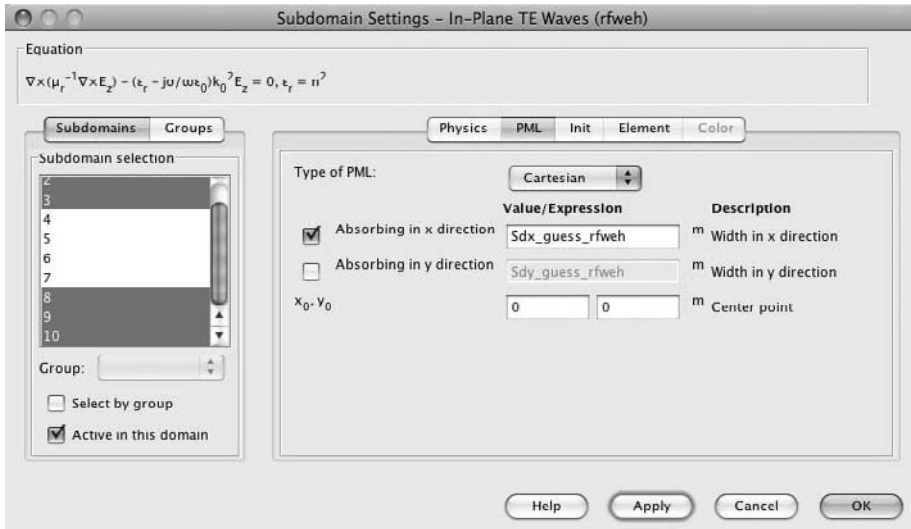 Subdomain Settings – In-Plane TE Waves (rfweh)
Equation
∇×(μr⁻¹∇×Ez) – (εr – jσ/ωε0)k0²Ez = 0, εr = n²
Subdomains Groups
Physics PML Init Element Color
Subdomain selection
2
3
4
5
6
7
8
9
10
Group:
Select by group
Active in this domain
Type of PML: Cartesian
Value/Expression Description
Absorbing in x direction Sdx_guess_rfweh m Width in x direction
Absorbing in y direction Sdy_guess_rfweh m Width in y direction
x0, y0 0 0 m Center point
Help Apply Cancel OK